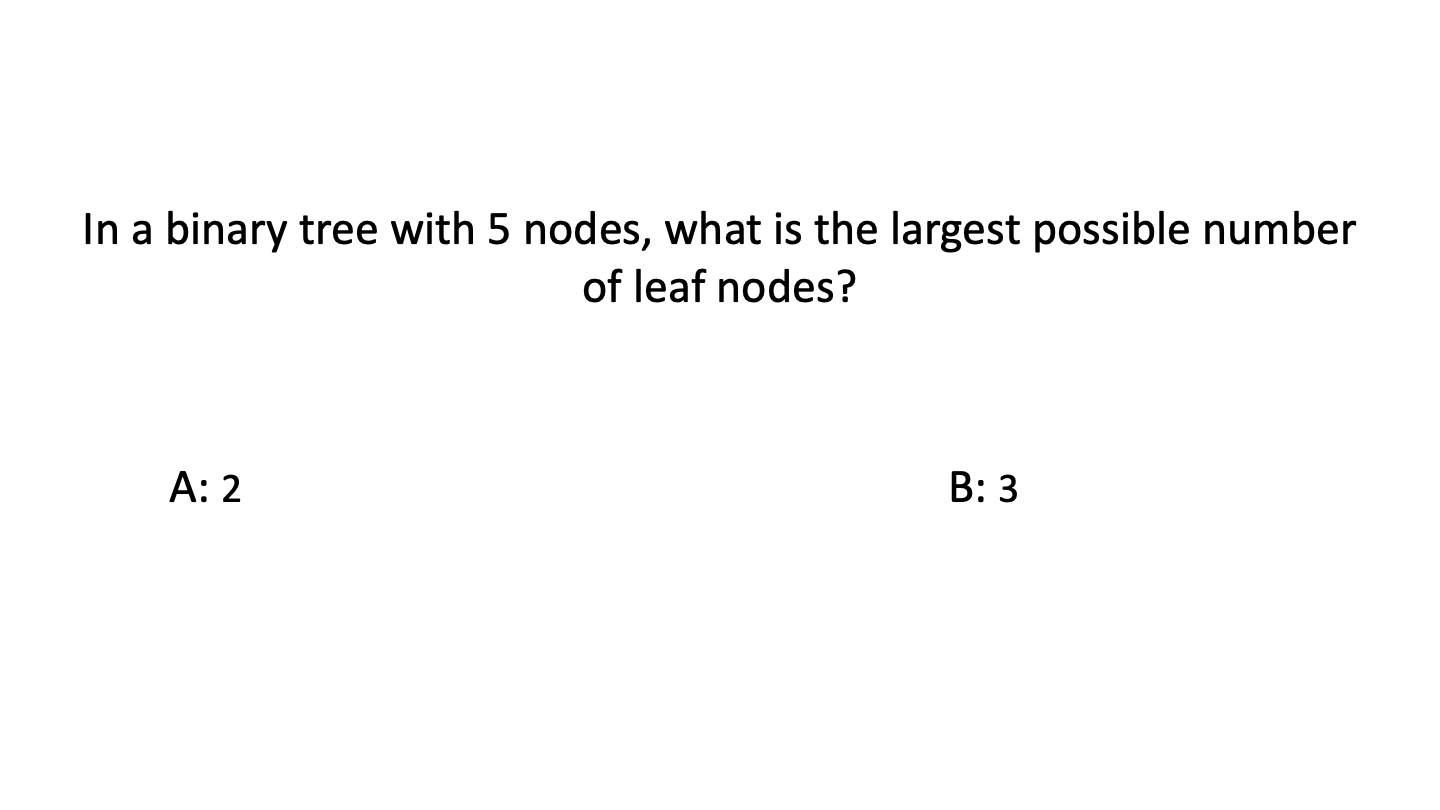 In a binary tree with 5 nodes, what is the largest possible number
of leaf nodes?
A: 2
B: 3